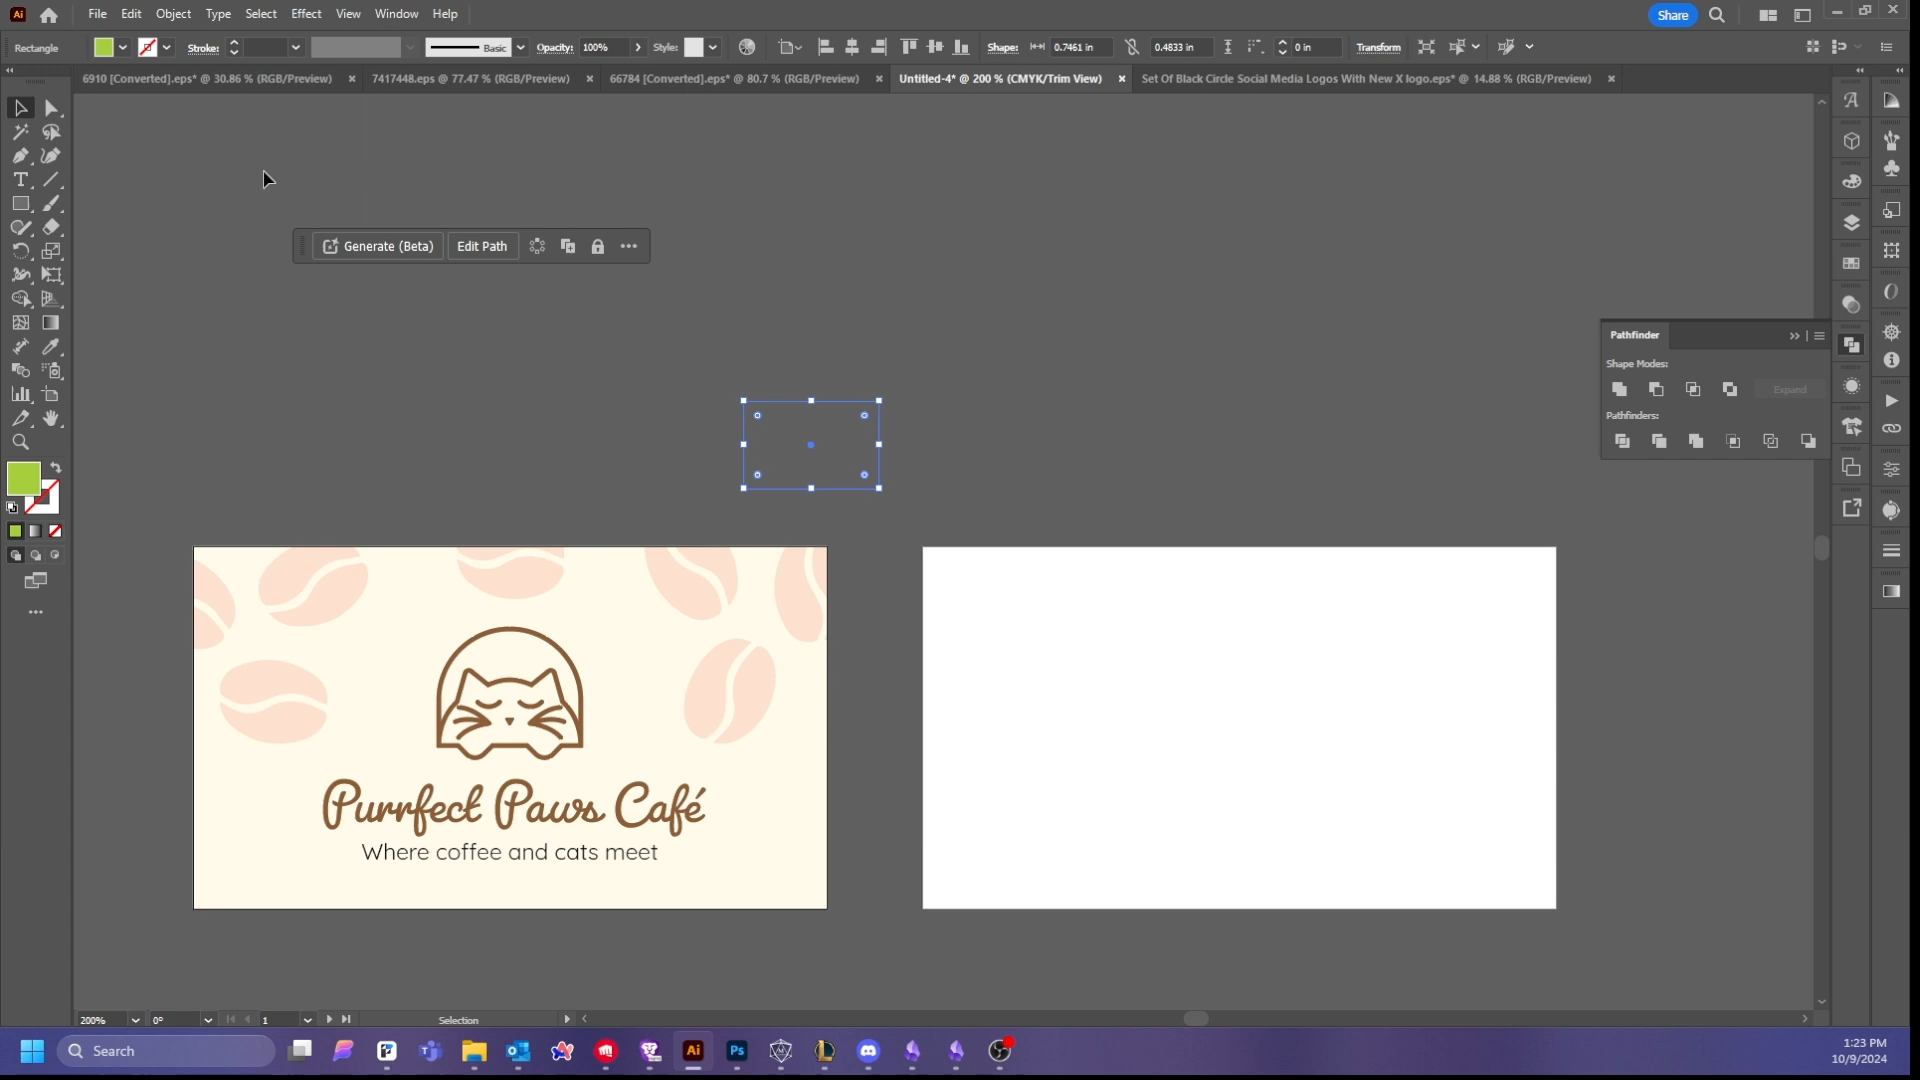 File Edit Object Type Select Effect View Window Help
Share
Rectangle Stroke: Basic Opacity: 100% Style: Shape: 0.7461 in 0.4833 in 0 in Transform
6910 [Converted].eps* @ 30.86 % (RGB/Preview) 7417448.eps @ 77.47 % (RGB/Preview) 66784 [Converted].eps* @ 80.7 % (RGB/Preview) Untitled-4* @ 200 % (CMYK/Trim View) Set Of Black Circle Social Media Logos With New X logo.eps* @ 14.88 % (RGB/Preview)
Generate (Beta) Edit Path
Pathfinder
Shape Modes:
Expand
Pathfinders:
Purrfect Paws Café
Where coffee and cats meet
200% 0° 1 Selection
Search
1:23 PM
10/9/2024